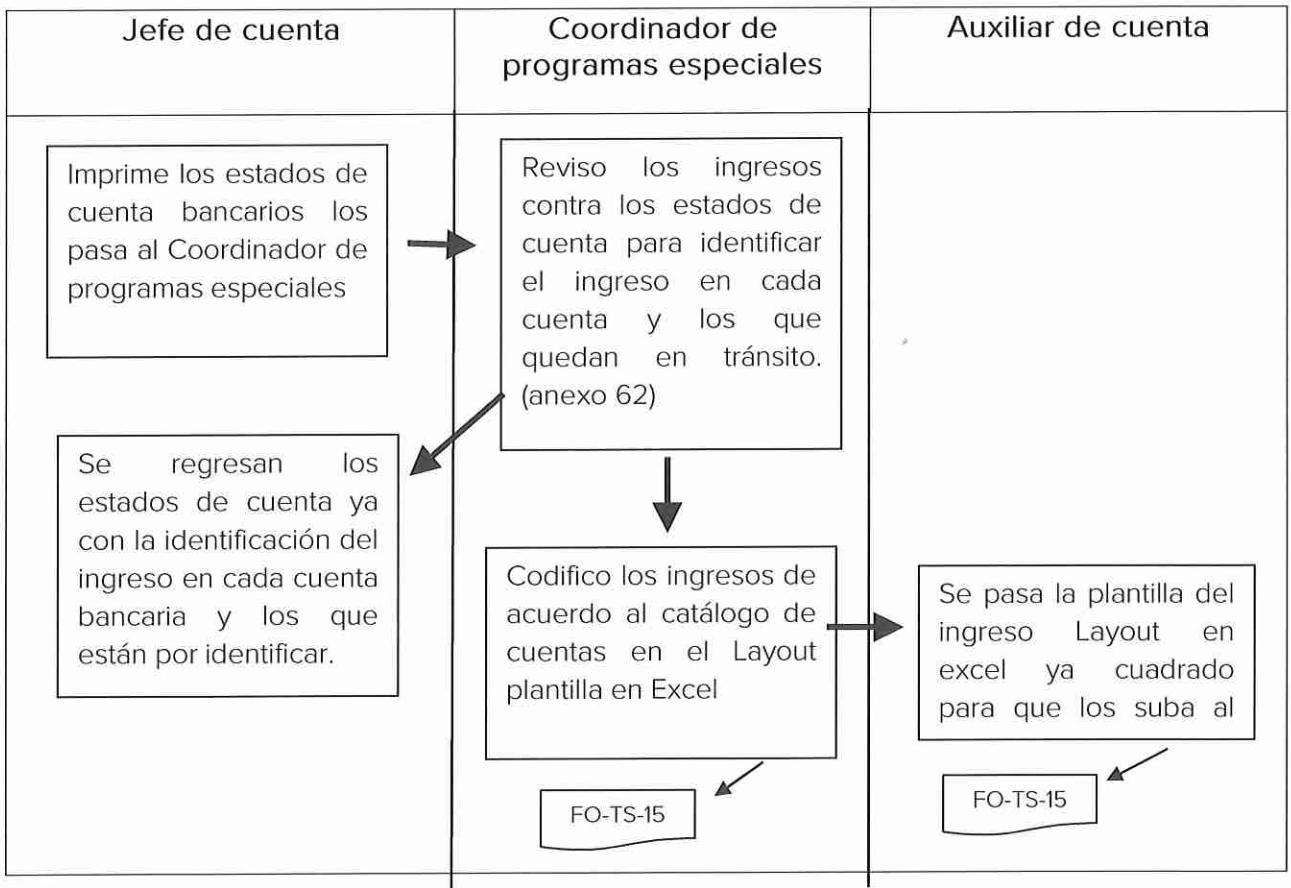 Jefe de cuenta
Coordinador de
programas especiales
Auxiliar de cuenta
Imprime los estados de
cuenta bancarios los
pasa al Coordinador de
programas especiales
Reviso los ingresos
contra los estados de
cuenta para identificar
el ingreso en cada
cuenta y los que
quedan en tránsito.
(anexo 62)
Se regresan los
estados de cuenta ya
con la identificación del
ingreso en cada cuenta
bancaria y los que
están por identificar.
Codifico los ingresos de
acuerdo al catálogo de
cuentas en el Layout
plantilla en Excel
Se pasa la plantilla del
ingreso Layout en
excel ya cuadrado
para que los suba al
FO-TS-15
FO-TS-15